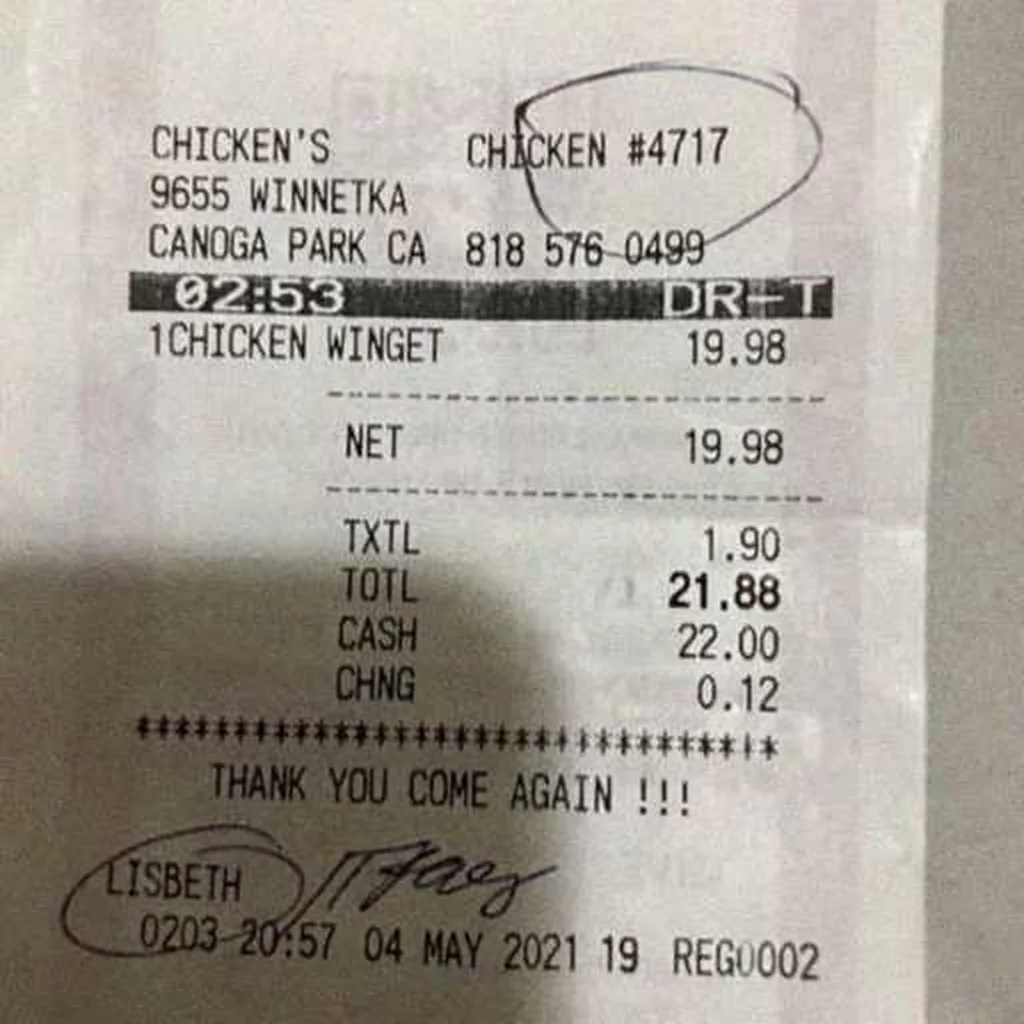 CHICKEN'S CHICKEN #4717
9655 WINNETKA
CANOGA PARK CA 818 576 0499
02:53 DR-T
1CHICKEN WINGET 19.98
--------------------------------
NET 19.98
--------------------------------
TXTL 1.90
TOTL 21.88
CASH 22.00
CHNG 0.12
*********************************
THANK YOU COME AGAIN !!!
LISBETH
0203 20:57 04 MAY 2021 19 REG0002